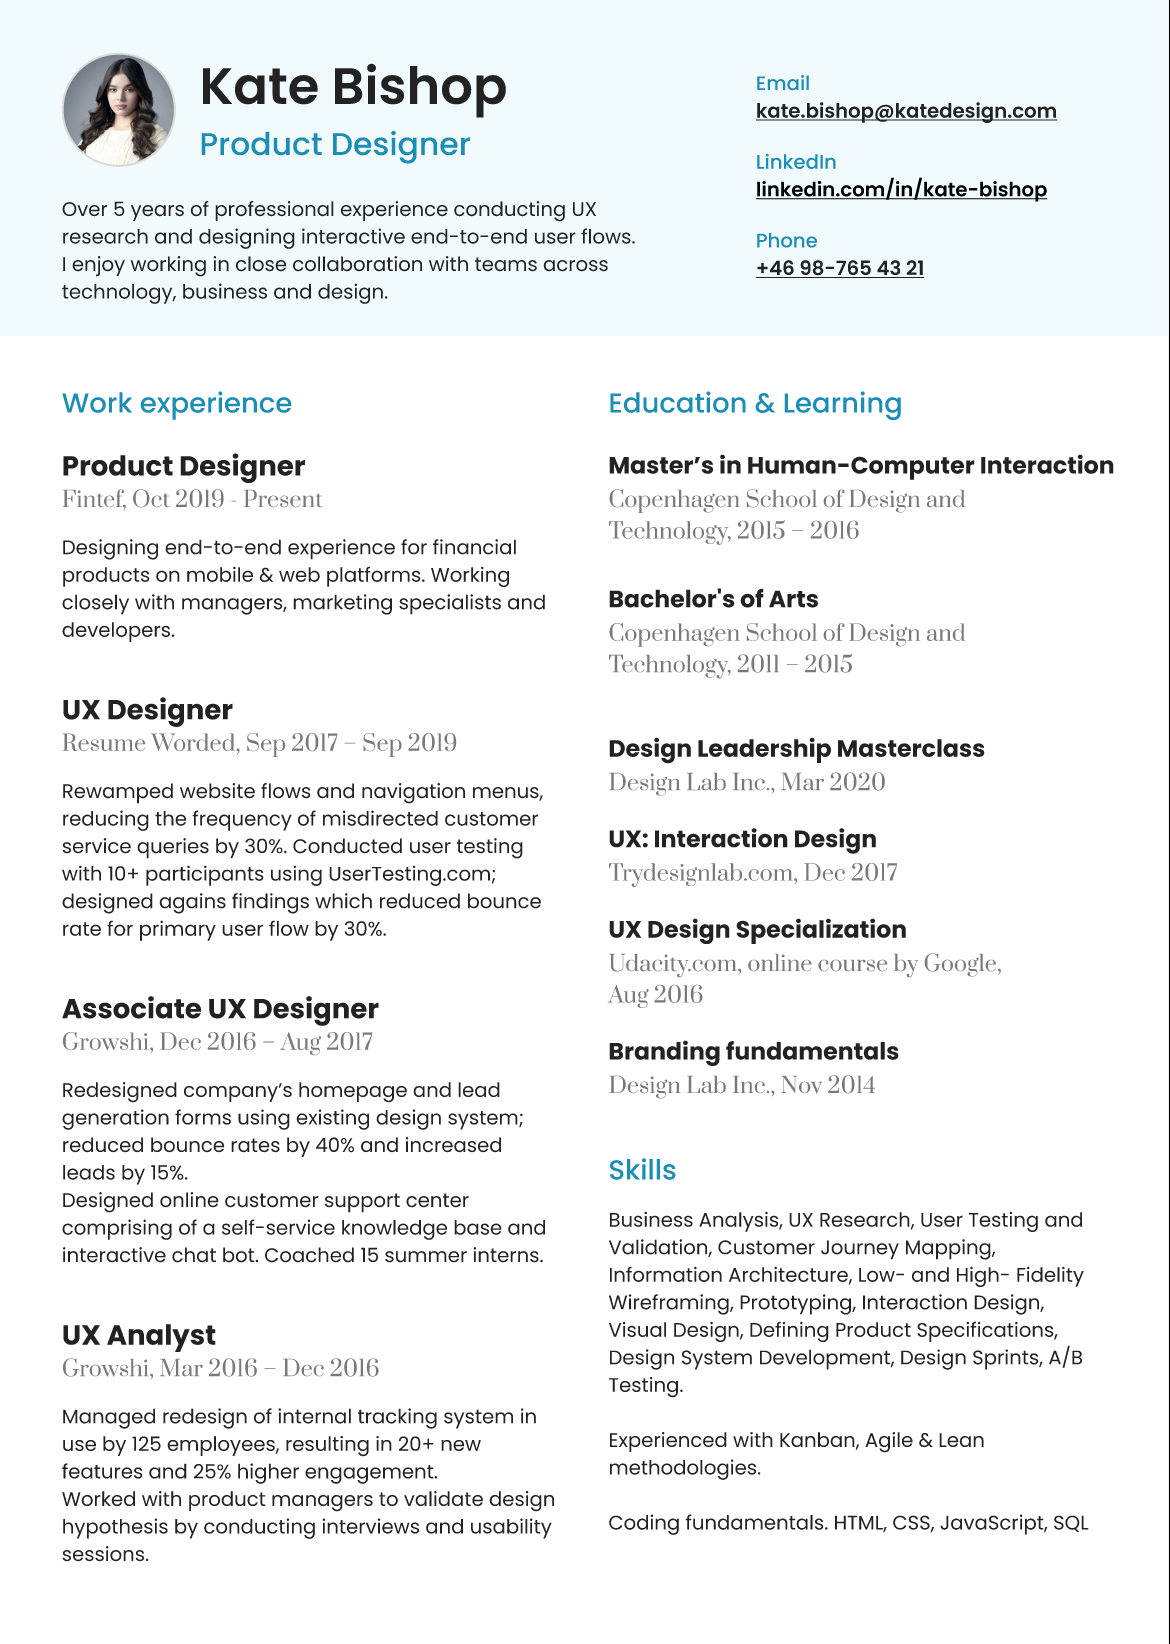 Kate Bishop
Product Designer
Over 5 years of professional experience conducting UX
research and designing interactive end-to-end user flows.
I enjoy working in close collaboration with teams across
technology, business and design.
Email
kate.bishop@katedesign.com
LinkedIn
linkedin.com/in/kate-bishop
Phone
+46 98-765 43 21
Work experience
Product Designer
Fintef, Oct 2019 - Present
Designing end-to-end experience for financial
products on mobile & web platforms. Working
closely with managers, marketing specialists and
developers.
UX Designer
Resume Worded, Sep 2017 – Sep 2019
Rewamped website flows and navigation menus,
reducing the frequency of misdirected customer
service queries by 30%. Conducted user testing
with 10+ participants using UserTesting.com;
designed agains findings which reduced bounce
rate for primary user flow by 30%.
Associate UX Designer
Growshi, Dec 2016 – Aug 2017
Redesigned company’s homepage and lead
generation forms using existing design system;
reduced bounce rates by 40% and increased
leads by 15%.
Designed online customer support center
comprising of a self-service knowledge base and
interactive chat bot. Coached 15 summer interns.
UX Analyst
Growshi, Mar 2016 – Dec 2016
Managed redesign of internal tracking system in
use by 125 employees, resulting in 20+ new
features and 25% higher engagement.
Worked with product managers to validate design
hypothesis by conducting interviews and usability
sessions.
Education & Learning
Master’s in Human-Computer Interaction
Copenhagen School of Design and
Technology, 2015 – 2016
Bachelor's of Arts
Copenhagen School of Design and
Technology, 2011 – 2015
Design Leadership Masterclass
Design Lab Inc., Mar 2020
UX: Interaction Design
Trydesignlab.com, Dec 2017
UX Design Specialization
Udacity.com, online course by Google,
Aug 2016
Branding fundamentals
Design Lab Inc., Nov 2014
Skills
Business Analysis, UX Research, User Testing and
Validation, Customer Journey Mapping,
Information Architecture, Low- and High- Fidelity
Wireframing, Prototyping, Interaction Design,
Visual Design, Defining Product Specifications,
Design System Development, Design Sprints, A/B
Testing.
Experienced with Kanban, Agile & Lean
methodologies.
Coding fundamentals. HTML, CSS, JavaScript, SQL